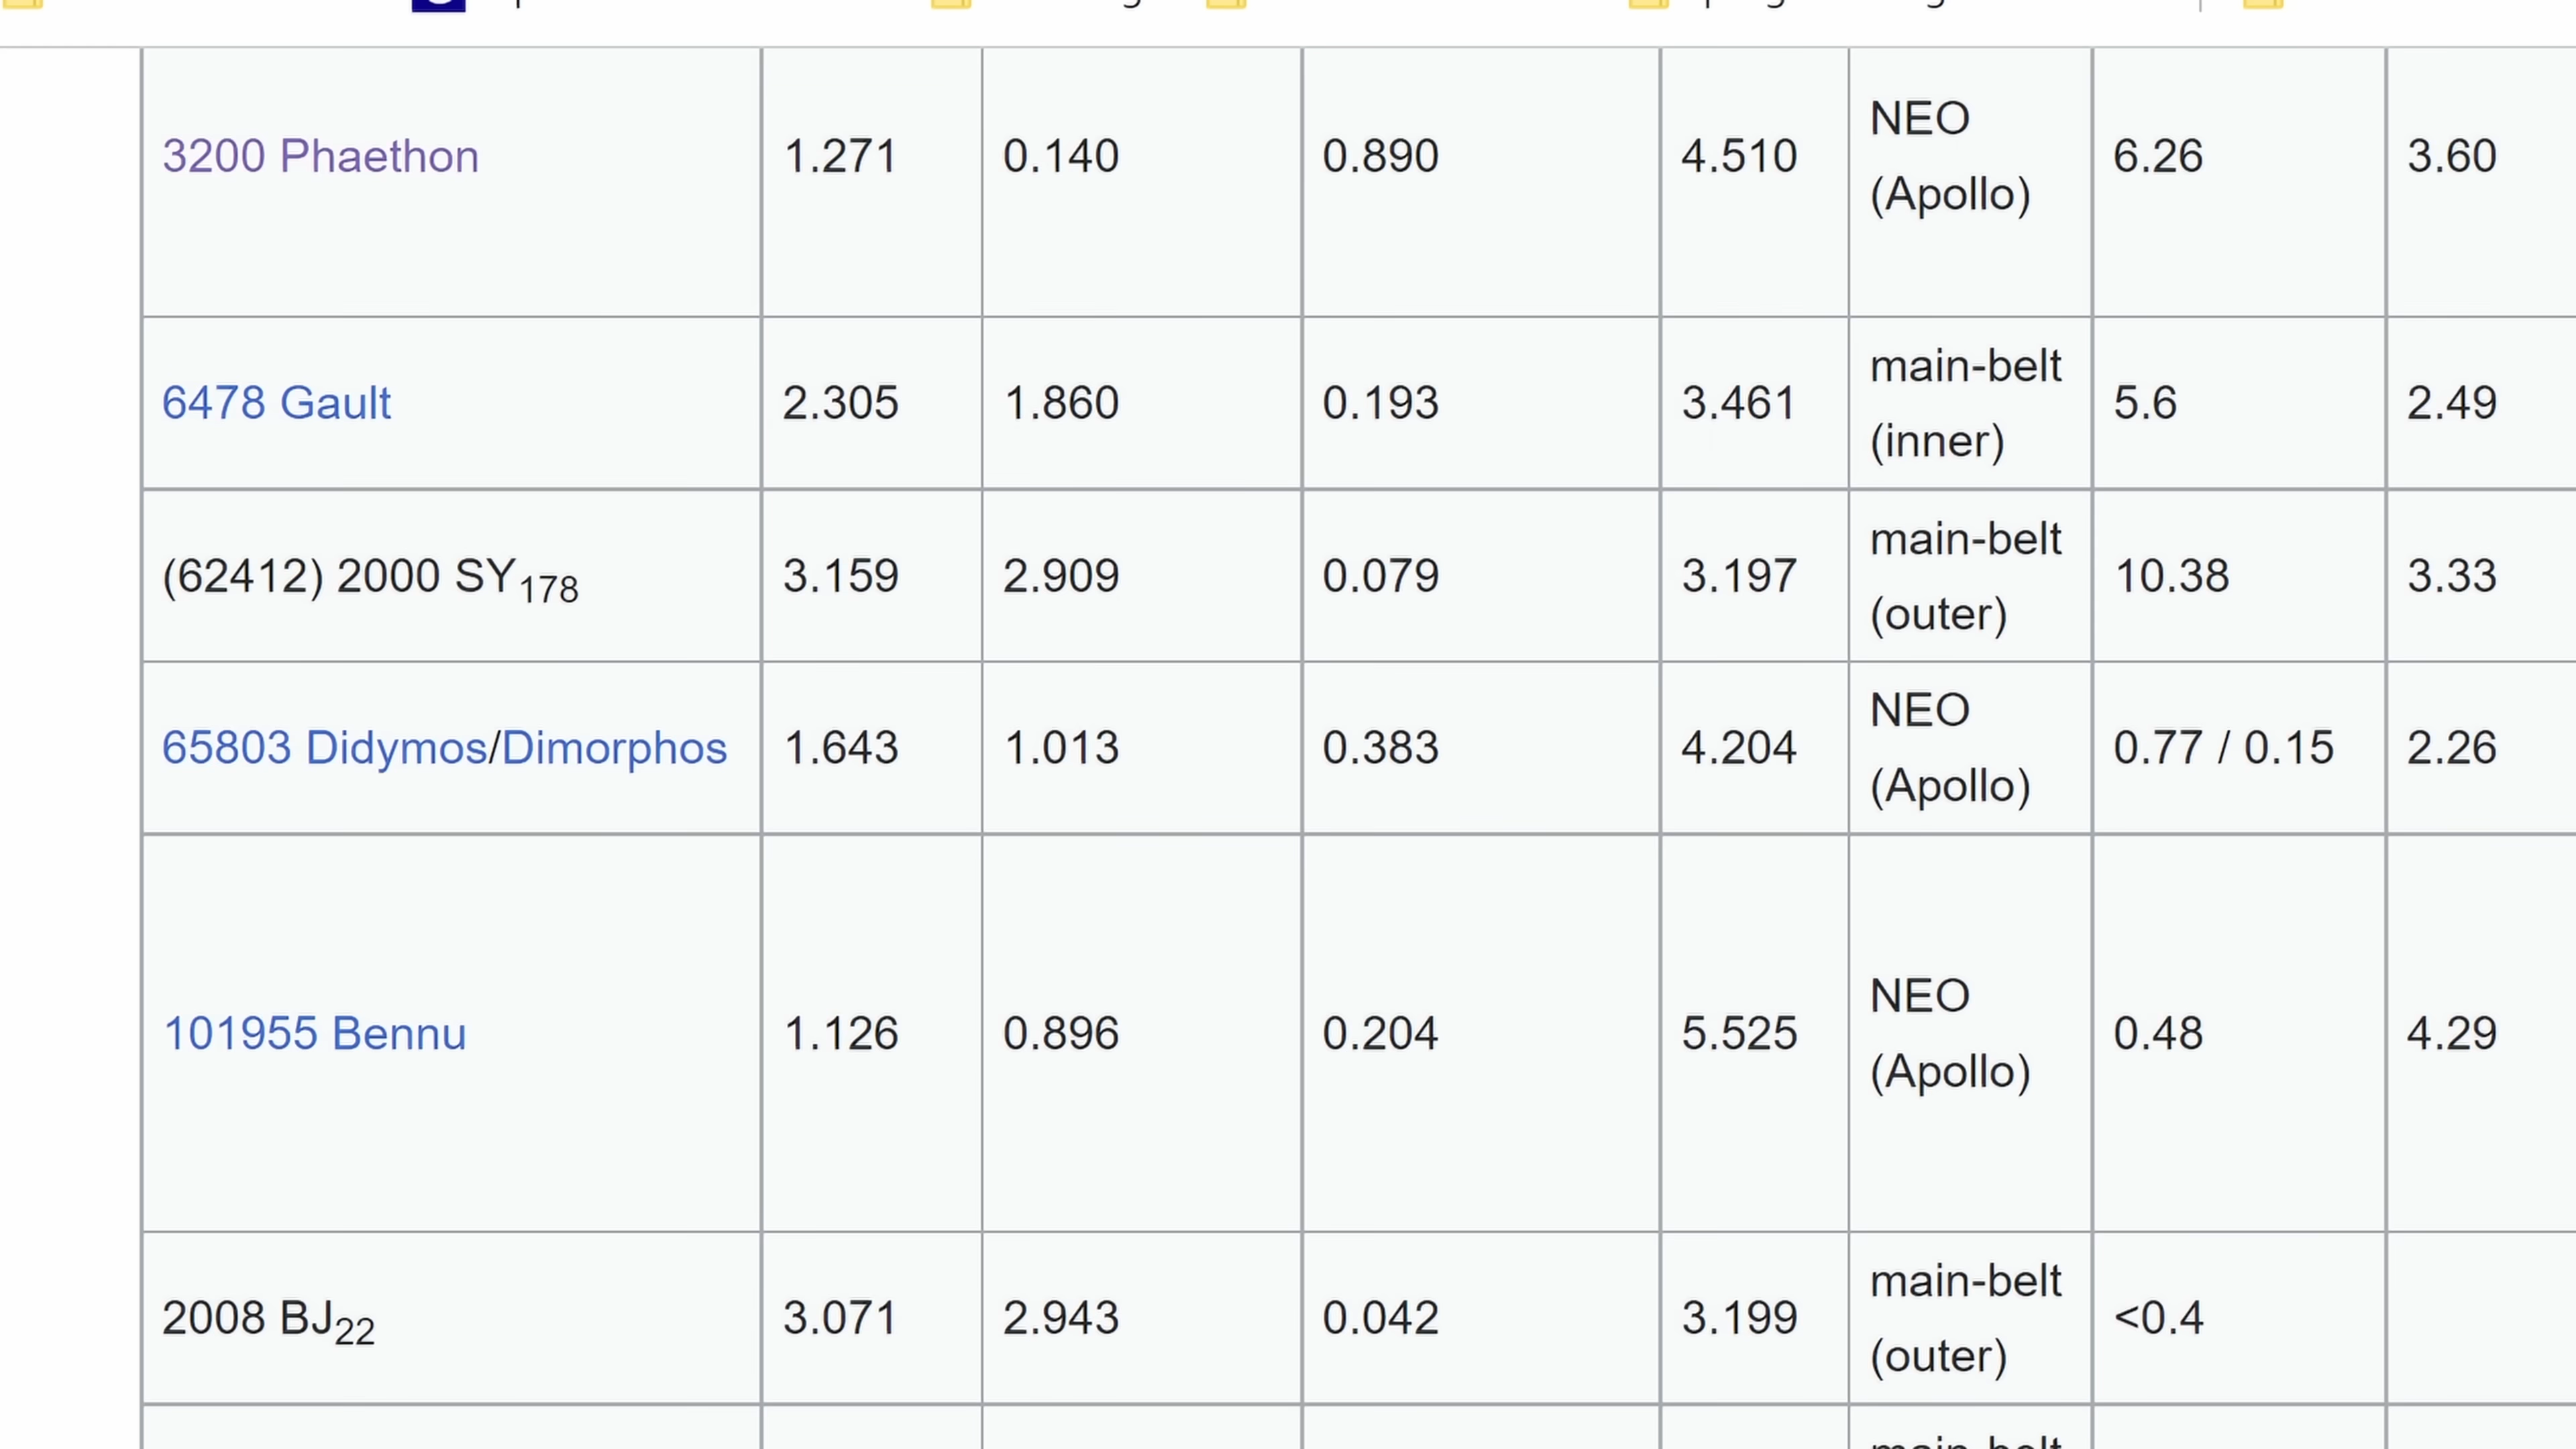 3200 Phaethon 1.271 0.140 0.890 4.510 NEO (Apollo) 6.26 3.60
6478 Gault 2.305 1.860 0.193 3.461 main-belt (inner) 5.6 2.49
(62412) 2000 SY178 3.159 2.909 0.079 3.197 main-belt (outer) 10.38 3.33
65803 Didymos/Dimorphos 1.643 1.013 0.383 4.204 NEO (Apollo) 0.77 / 0.15 2.26
101955 Bennu 1.126 0.896 0.204 5.525 NEO (Apollo) 0.48 4.29
2008 BJ22 3.071 2.943 0.042 3.199 main-belt (outer) <0.4
main-belt